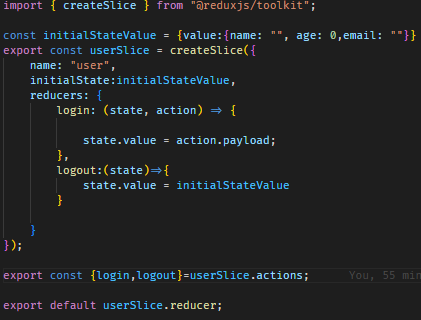 import { createSlice } from "@reduxjs/toolkit";
const initialStateValue = {value:{name: "", age: 0,email: ""}}
export const userSlice = createSlice({
    name: "user",
    initialState:initialStateValue,
    reducers: {
        login: (state, action) => {
            state.value = action.payload;
        },
        logout:(state)=>{
            state.value = initialStateValue
        }
    }
});
export const {login,logout}=userSlice.actions;    You, 55 min
export default userSlice.reducer;